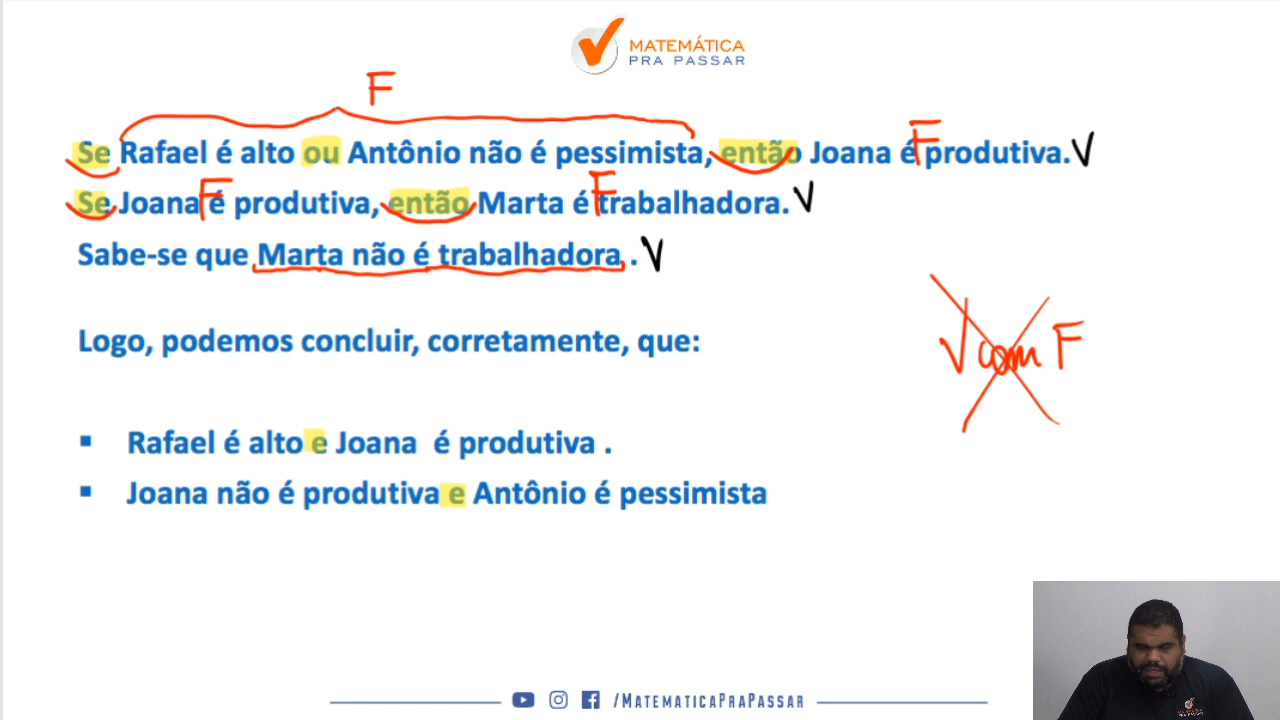 MATEMÁTICA
PRA PASSAR
F
Se Rafael é alto ou Antônio não é pessimista, então Joana é produtiva. V
F
Se Joana é produtiva, então Marta é trabalhadora. V
F F
Sabe-se que Marta não é trabalhadora . V
Logo, podemos concluir, corretamente, que:
V com F
▪ Rafael é alto e Joana é produtiva .
▪ Joana não é produtiva e Antônio é pessimista
/MATEMATICAPRAPASSAR